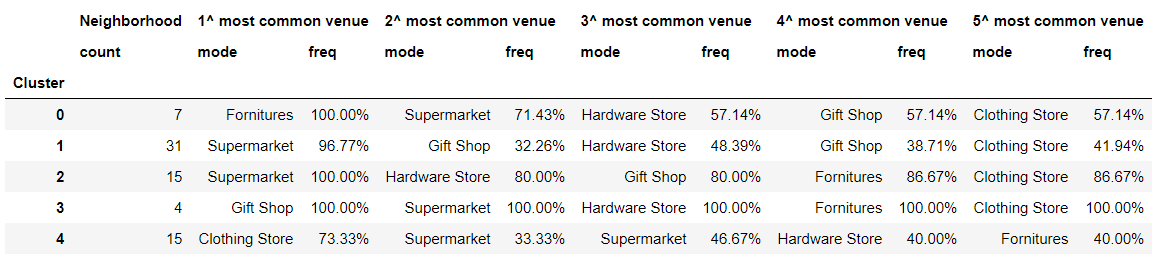 Neighborhood 1^ most common venue 2^ most common venue 3^ most common venue 4^ most common venue 5^ most common venue
count mode freq mode freq mode freq mode freq mode freq
Cluster
0 7 Fornitures 100.00% Supermarket 71.43% Hardware Store 57.14% Gift Shop 57.14% Clothing Store 57.14%
1 31 Supermarket 96.77% Gift Shop 32.26% Hardware Store 48.39% Gift Shop 38.71% Clothing Store 41.94%
2 15 Supermarket 100.00% Hardware Store 80.00% Gift Shop 80.00% Fornitures 86.67% Clothing Store 86.67%
3 4 Gift Shop 100.00% Supermarket 100.00% Hardware Store 100.00% Fornitures 100.00% Clothing Store 100.00%
4 15 Clothing Store 73.33% Supermarket 33.33% Supermarket 46.67% Hardware Store 40.00% Fornitures 40.00%